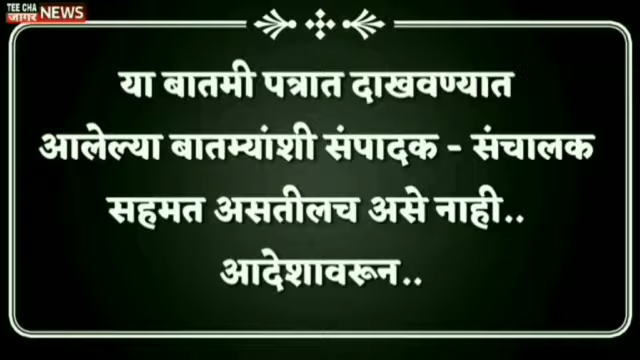 TEE CHA
जागर NEWS
या बातमी पत्रात दाखवण्यात
आलेल्या बातम्यांशी संपादक - संचालक
सहमत असतीलच असे नाही..
आदेशावरून..